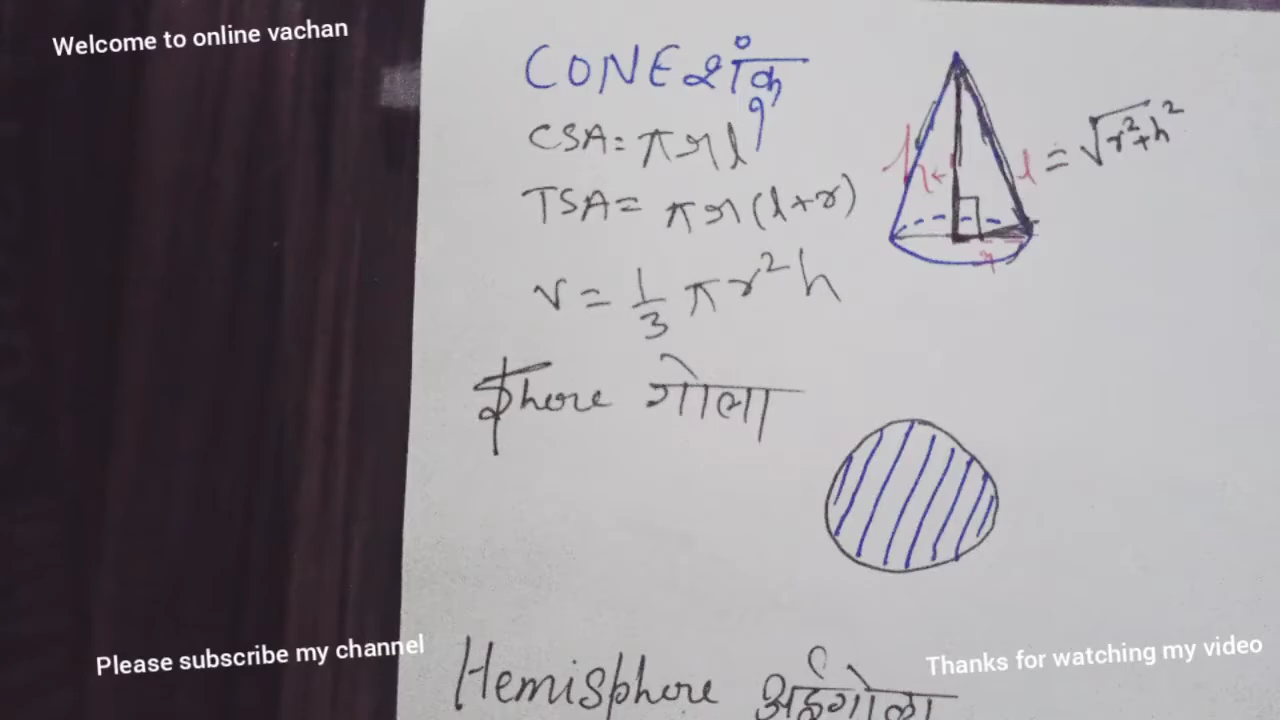 Welcome to online vachan
CONE शंकु
CSA = πrl
TSA = πr(l+r)
V = 1/3 πr²h
h
l = √r²+h²
r
Sphere गोला
Hemisphere अर्द्धगोला
Please subscribe my channel
Thanks for watching my video